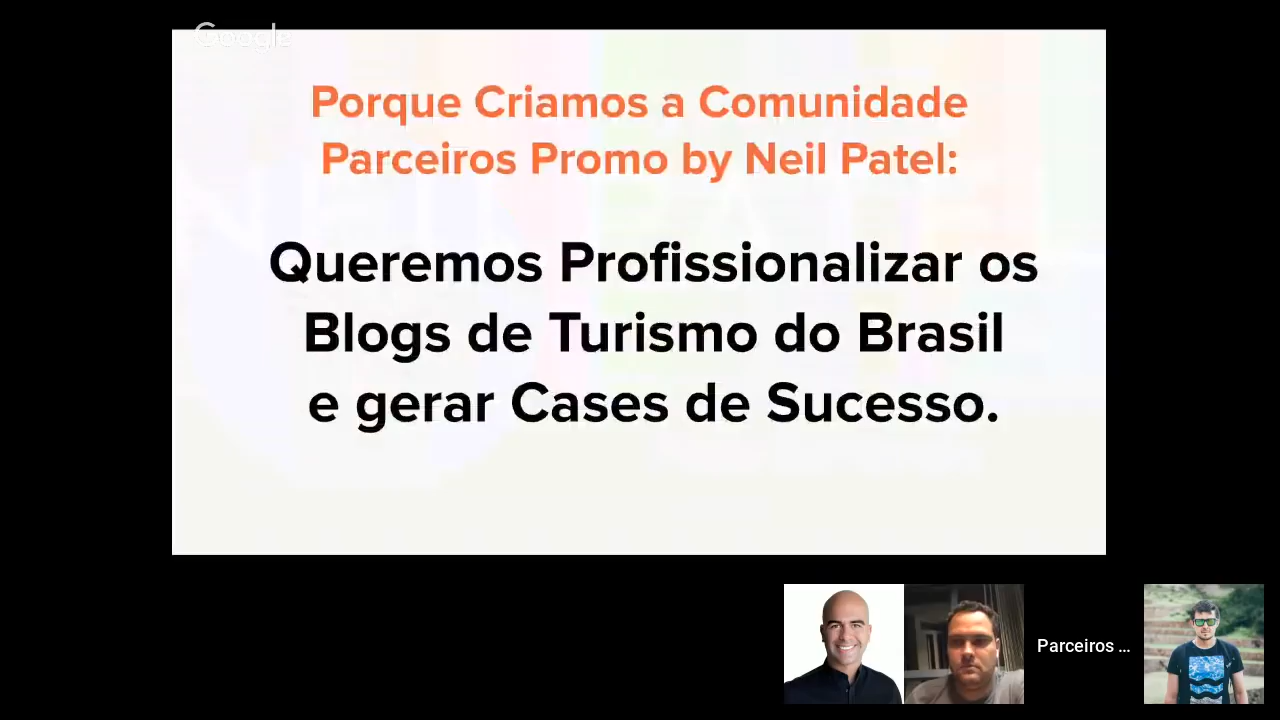 Google
Porque Criamos a Comunidade
Parceiros Promo by Neil Patel:
Queremos Profissionalizar os
Blogs de Turismo do Brasil
e gerar Cases de Sucesso.
Parceiros ...